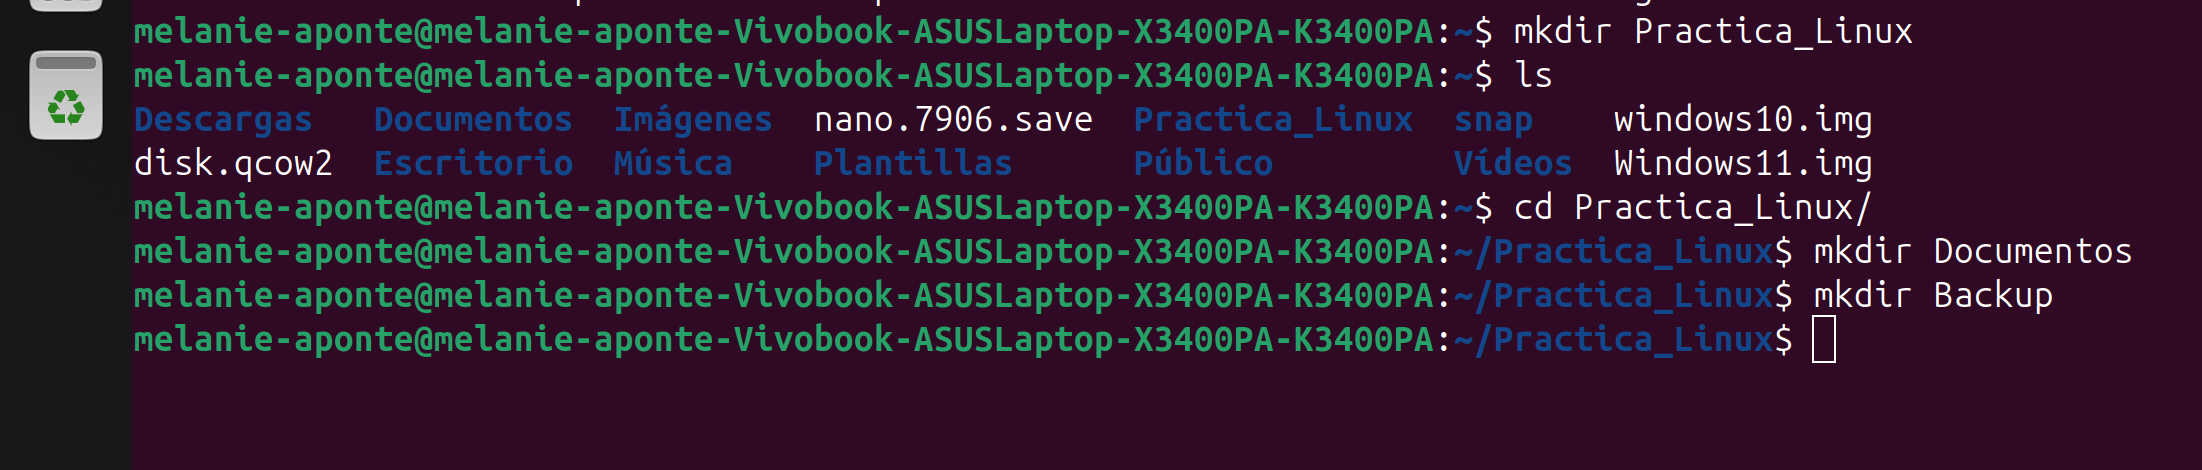 melanie-aponte@melanie-aponte-Vivobook-ASUSLaptop-X3400PA-K3400PA:~$ mkdir Practica_Linux
melanie-aponte@melanie-aponte-Vivobook-ASUSLaptop-X3400PA-K3400PA:~$ ls
Descargas Documentos Imágenes nano.7906.save Practica_Linux snap windows10.img
disk.qcow2 Escritorio Música Plantillas Público Vídeos Windows11.img
melanie-aponte@melanie-aponte-Vivobook-ASUSLaptop-X3400PA-K3400PA:~$ cd Practica_Linux/
melanie-aponte@melanie-aponte-Vivobook-ASUSLaptop-X3400PA-K3400PA:~/Practica_Linux$ mkdir Documentos
melanie-aponte@melanie-aponte-Vivobook-ASUSLaptop-X3400PA-K3400PA:~/Practica_Linux$ mkdir Backup
melanie-aponte@melanie-aponte-Vivobook-ASUSLaptop-X3400PA-K3400PA:~/Practica_Linux$